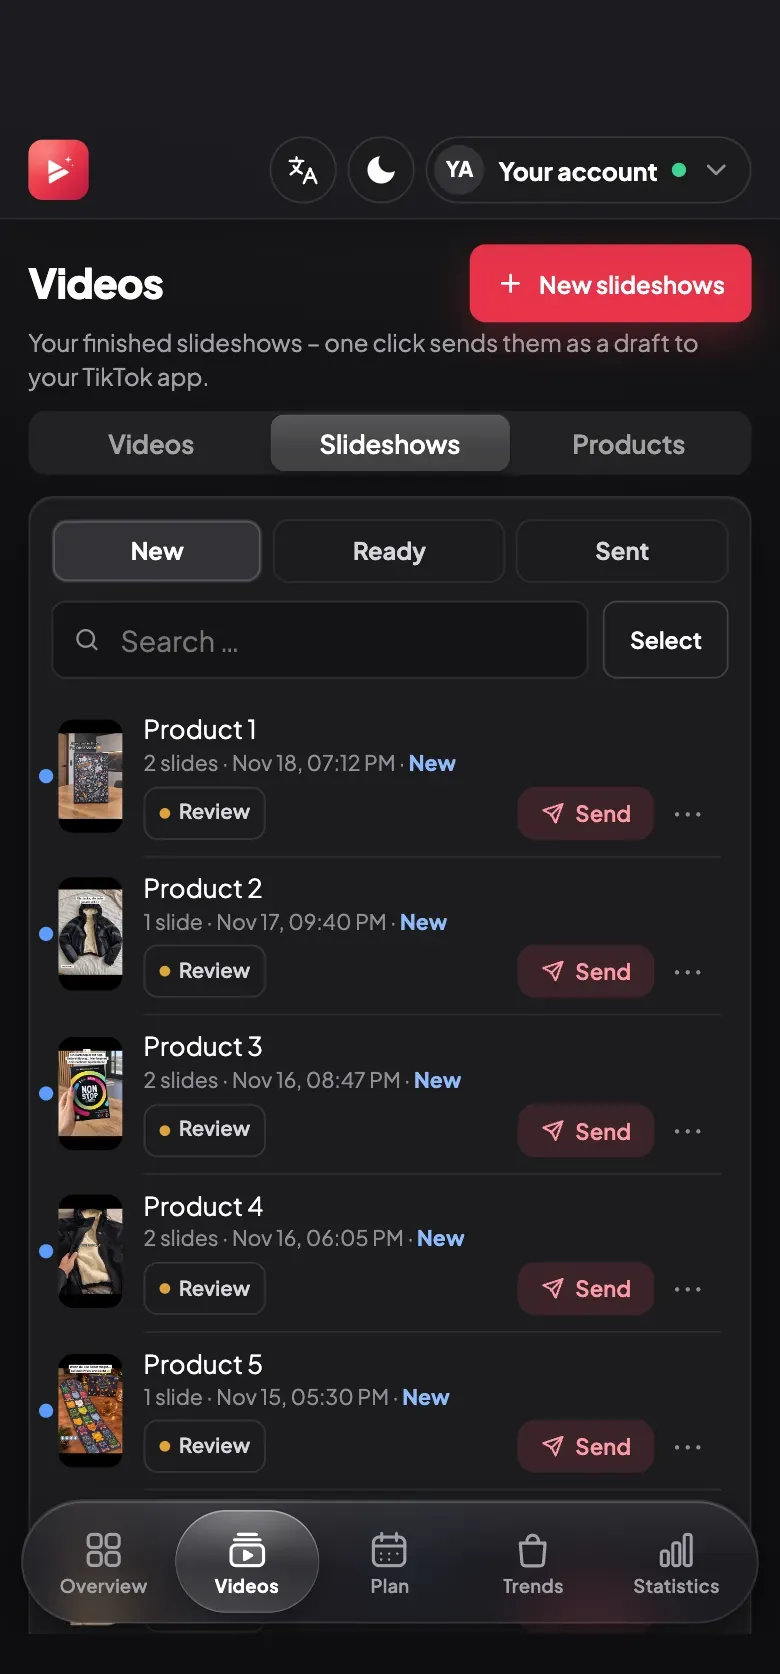 YA Your account
Videos
+ New slideshows
Your finished slideshows – one click sends them as a draft to
your TikTok app.
Videos Slideshows Products
New Ready Sent
Search ... Select
Product 1
2 slides · Nov 18, 07:12 PM · New
Review Send
Product 2
1 slide · Nov 17, 09:40 PM · New
Review Send
Product 3
2 slides · Nov 16, 08:47 PM · New
NON
STOP
Review Send
Product 4
2 slides · Nov 16, 06:05 PM · New
Review Send
Product 5
1 slide · Nov 15, 05:30 PM · New
Review Send
Overview Videos Plan Trends Statistics